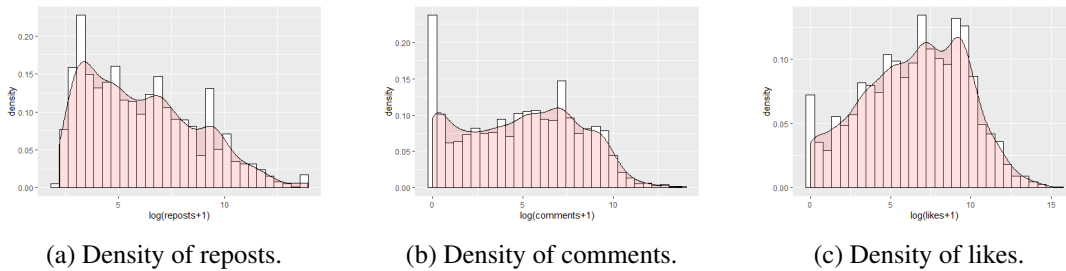 0.20
0.15
0.10
0.05
0.00
density
5
10
log(reposts+1)
(a) Density of reposts.
0.20
0.15
0.10
0.05
0.00
density
0
5
10
log(comments+1)
(b) Density of comments.
0.10
0.05
0.00
density
0
5
10
15
log(likes+1)
(c) Density of likes.